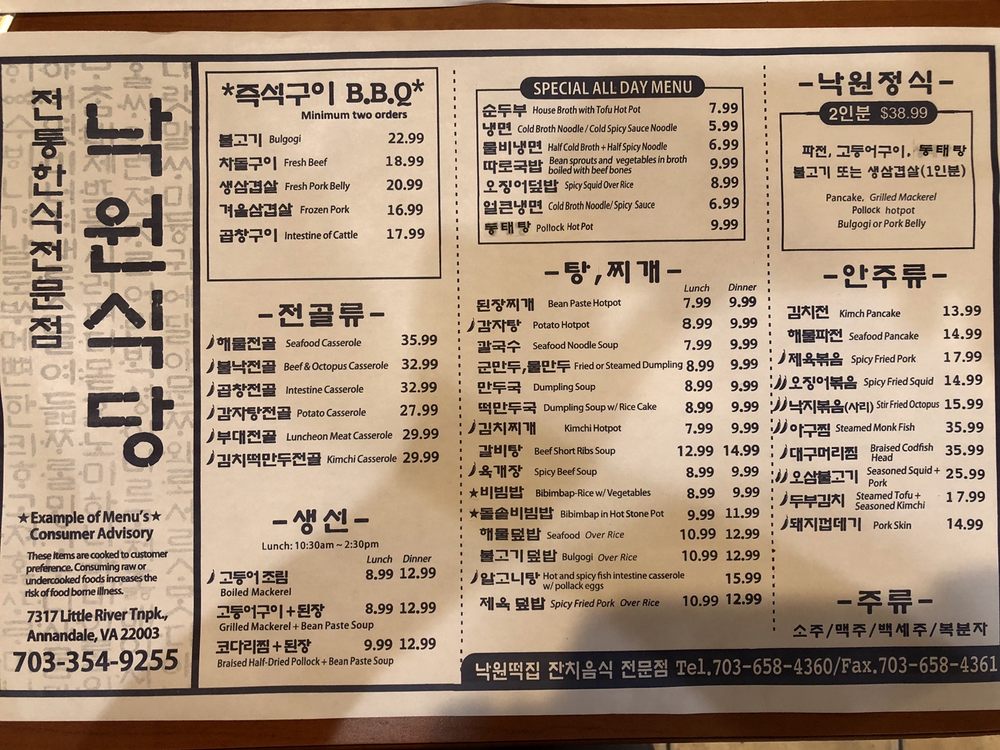 낙원식당
전통한식전문점
★Example of Menu's★
Consumer Advisory
These Items are cooked to customer
preference. Consuming raw or
undercooked foods increases the
risk of food borne illness.
7317 Little River Tnpk.,
Annandale, VA 22003
703-354-9255
*즉석구이 B.B.Q*
Minimum two orders
불고기 Bulgogi 22.99
차돌구이 Fresh Beef 18.99
생삼겹살 Fresh Pork Belly 20.99
겨울삼겹살 Frozen Pork 16.99
곱창구이 Intestine of Cattle 17.99
-전골류-
해물전골 Seafood Casserole 35.99
불낙전골 Beef & Octopus Casserole 32.99
곱창전골 Intestine Casserole 32.99
감자탕전골 Potato Casserole 27.99
부대전골 Luncheon Meat Casserole 29.99
김치떡만두전골 Kimchi Casserole 29.99
-생선-
Lunch: 10:30am ~ 2:30pm
Lunch Dinner
고등어 조림 8.99 12.99
Boiled Mackerel
고등어구이+된장 8.99 12.99
Grilled Mackerel + Bean Paste Soup
코다리찜+된장 9.99 12.99
Braised Half-Dried Pollock + Bean Paste Soup
SPECIAL ALL DAY MENU
순두부 House Broth with Tofu Hot Pot 7.99
냉면 Cold Broth Noodle / Cold Spicy Sauce Noodle 5.99
물비냉면 Half Cold Broth + Half Spicy Noodle 6.99
따로국밥 Bean sprouts and vegetables in broth boiled with beef bones 9.99
오징어덮밥 Spicy Squid Over Rice 8.99
얼큰냉면 Cold Broth Noodle/ Spicy Sauce 6.99
동태탕 Pollock Hot Pot 9.99
-탕,찌개-
Lunch Dinner
된장찌개 Bean Paste Hotpot 7.99 9.99
감자탕 Potato Hotpot 8.99 9.99
칼국수 Seafood Noodle Soup 7.99 9.99
군만두,물만두 Fried or Steamed Dumpling 8.99 9.99
만두국 Dumpling Soup 8.99 9.99
떡만두국 Dumpling Soup w/ Rice Cake 8.99 9.99
김치찌개 Kimchi Hotpot 7.99 9.99
갈비탕 Beef Short Ribs Soup 12.99 14.99
육개장 Spicy Beef Soup 8.99 9.99
★비빔밥 Bibimbap-Rice w/ Vegetables 8.99 9.99
★돌솥비빔밥 Bibimbap in Hot Stone Pot 9.99 11.99
해물덮밥 Seafood Over Rice 10.99 12.99
불고기덮밥 Bulgogi Over Rice 10.99 12.99
알고니탕 Hot and spicy fish intestine casserole w/ pollack eggs 15.99
제육 덮밥 Spicy Fried Pork Over Rice 10.99 12.99
-낙원정식-
2인분 $38.99
파전, 고등어구이, 동태탕
불고기 또는 생삼겹살(1인분)
Pancake, Grilled Mackerel
Pollock hotpot
Bulgogi or Pork Belly
-안주류-
김치전 Kimch Pancake 13.99
해물파전 Seafood Pancake 14.99
제육볶음 Spicy Fried Pork 17.99
오징어볶음 Spicy Fried Squid 14.99
낙지볶음(사리) Stir Fried Octopus 15.99
아구찜 Steamed Monk Fish 35.99
대구머리찜 Braised Codfish Head 35.99
오삼불고기 Seasoned Squid + Pork 25.99
두부김치 Steamed Tofu + Seasoned Kimchi 17.99
돼지껍데기 Pork Skin 14.99
-주류-
소주/맥주/백세주/복분자
낙원떡집 잔치음식 전문점 Tel.703-658-4360/Fax.703-658-4361